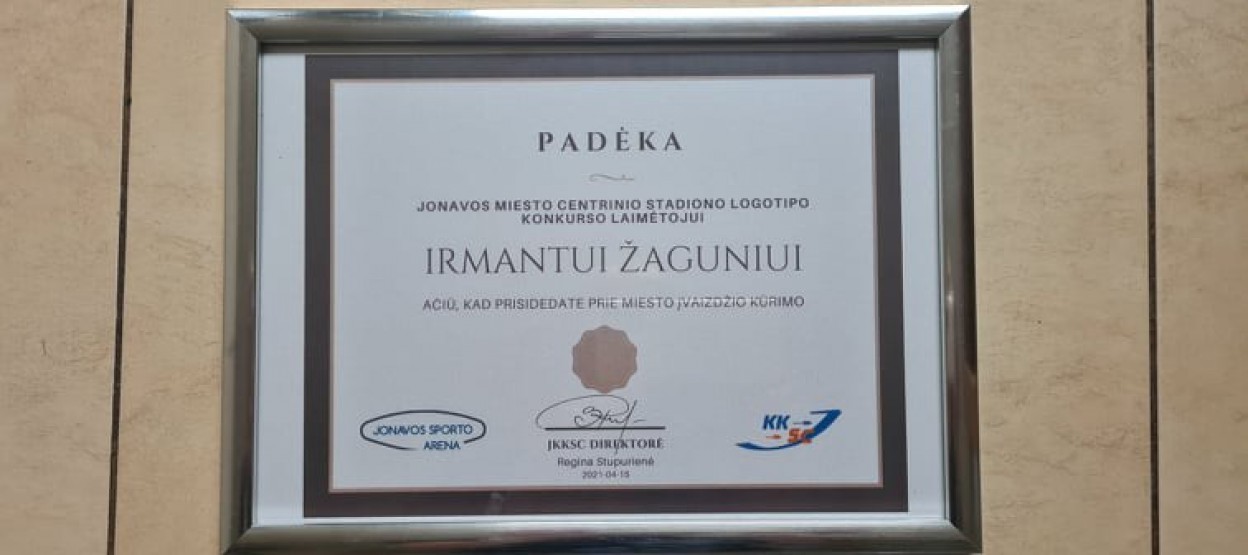 PADĖKA
JONAVOS MIESTO CENTRINIO STADIONO LOGOTIPO
KONKURSO LAIMĖTOJUI
IRMANTUI ŽAGUNIUI
AČIŪ, KAD PRISIDEDATE PRIE MIESTO ĮVAIZDŽIO KŪRIMO
JONAVOS SPORTO
ARENA
JKKSC DIREKTORĖ
Regina Stupurienė
2021-04-15
KK
SC